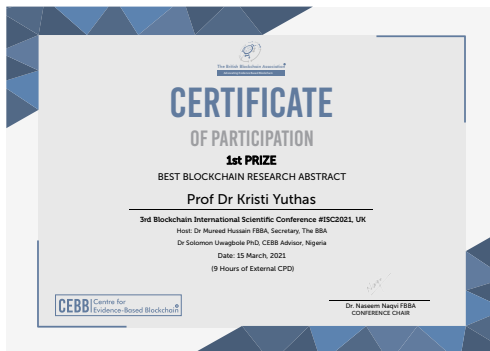 The British Blockchain Association
CERTIFICATE
OF PARTICIPATION
1st PRIZE
BEST BLOCKCHAIN RESEARCH ABSTRACT
Prof Dr Kristi Yuthas
3rd Blockchain International Scientific Conference #ISC2021, UK
Host: Dr Mureed Hussain FBBA, Secretary, The BBA
Dr Solomon Uwagbole PhD, CEBB Advisor, Nigeria
Date: 15 March, 2021
(9 Hours of External CPD)
CEBB Centre for
Evidence-Based Blockchain
Dr. Naseem Naqvi FBBA
CONFERENCE CHAIR